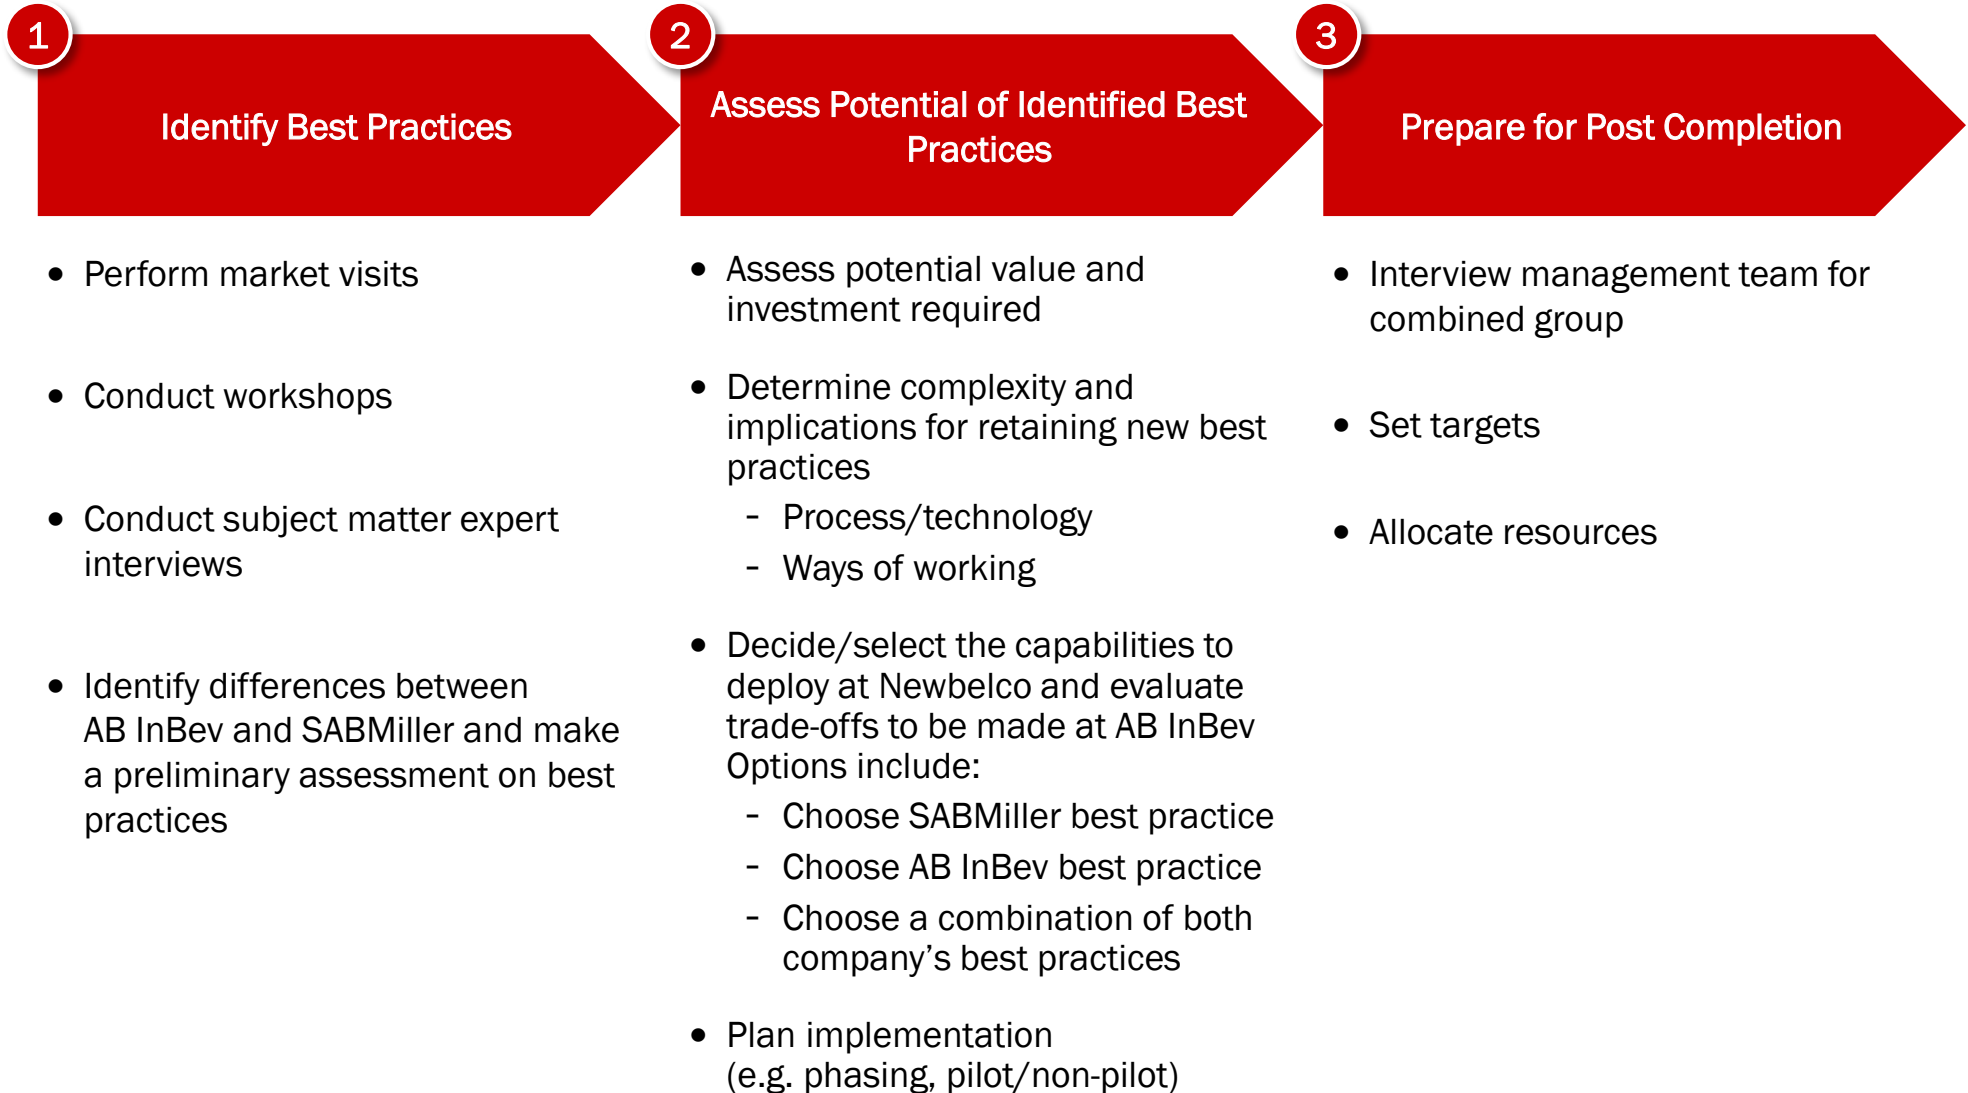 1
Identify Best Practices
• Perform market visits
• Conduct workshops
• Conduct subject matter expert
interviews
• Identify differences between
AB InBev and SABMiller and make
a preliminary assessment on best
practices
2
Assess Potential of Identified Best
Practices
• Assess potential value and
investment required
• Determine complexity and
implications for retaining new best
practices
- Process/technology
- Ways of working
• Decide/select the capabilities to
deploy at Newbelco and evaluate
trade-offs to be made at AB InBev
Options include:
- Choose SABMiller best practice
- Choose AB InBev best practice
- Choose a combination of both
company’s best practices
• Plan implementation
(e.g. phasing, pilot/non-pilot)
3
Prepare for Post Completion
• Interview management team for
combined group
• Set targets
• Allocate resources